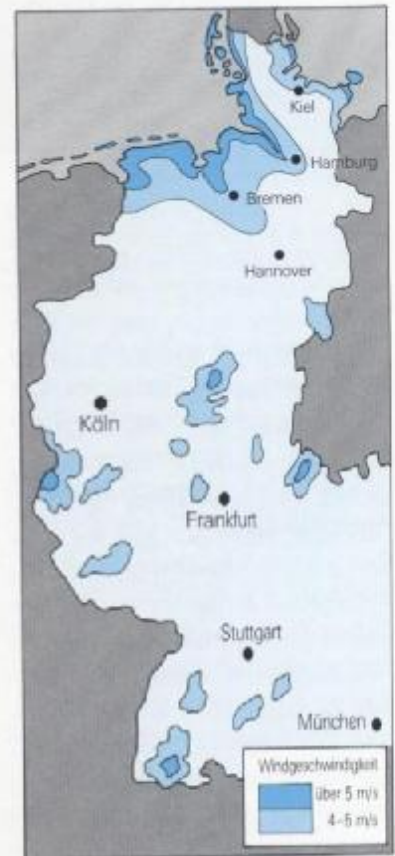 Kiel
Hamburg
Bremen
Hannover
Köln
Frankfurt
Stuttgart
München
Windgeschwindigkeit
über 5 m/s
4-5 m/s